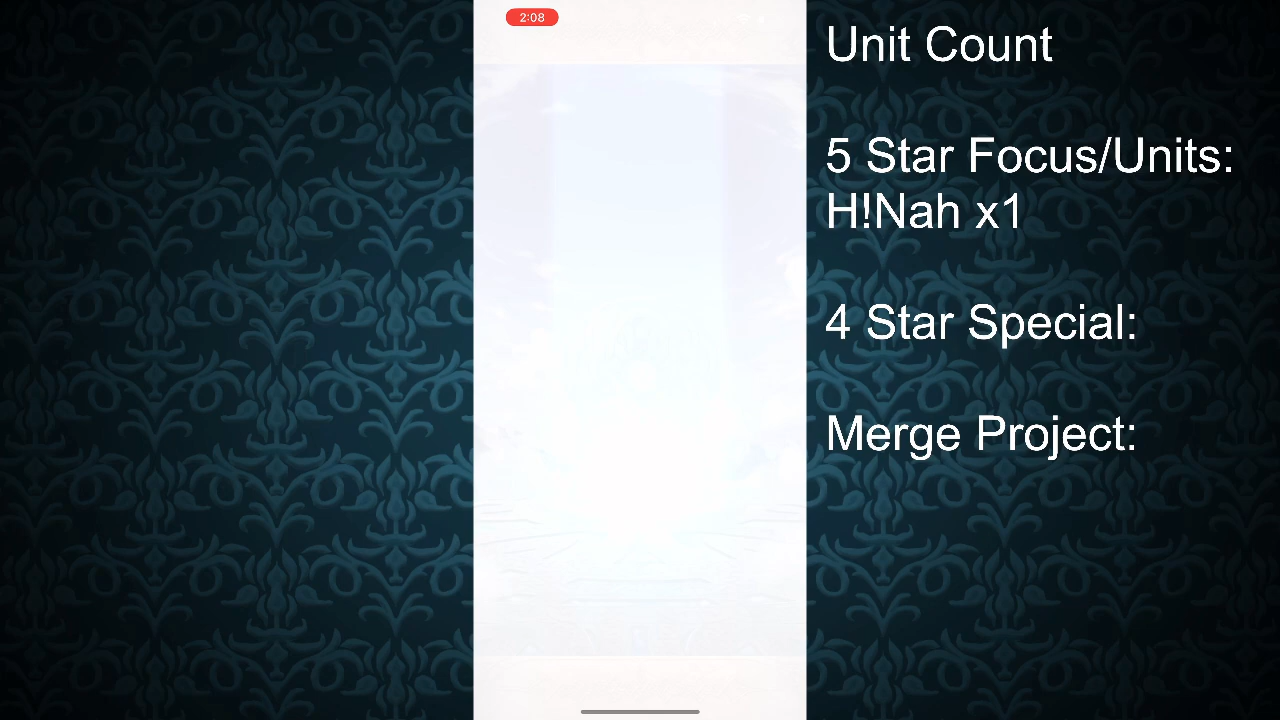 2:08
Unit Count
5 Star Focus/Units:
H!Nah x1
4 Star Special:
Merge Project: